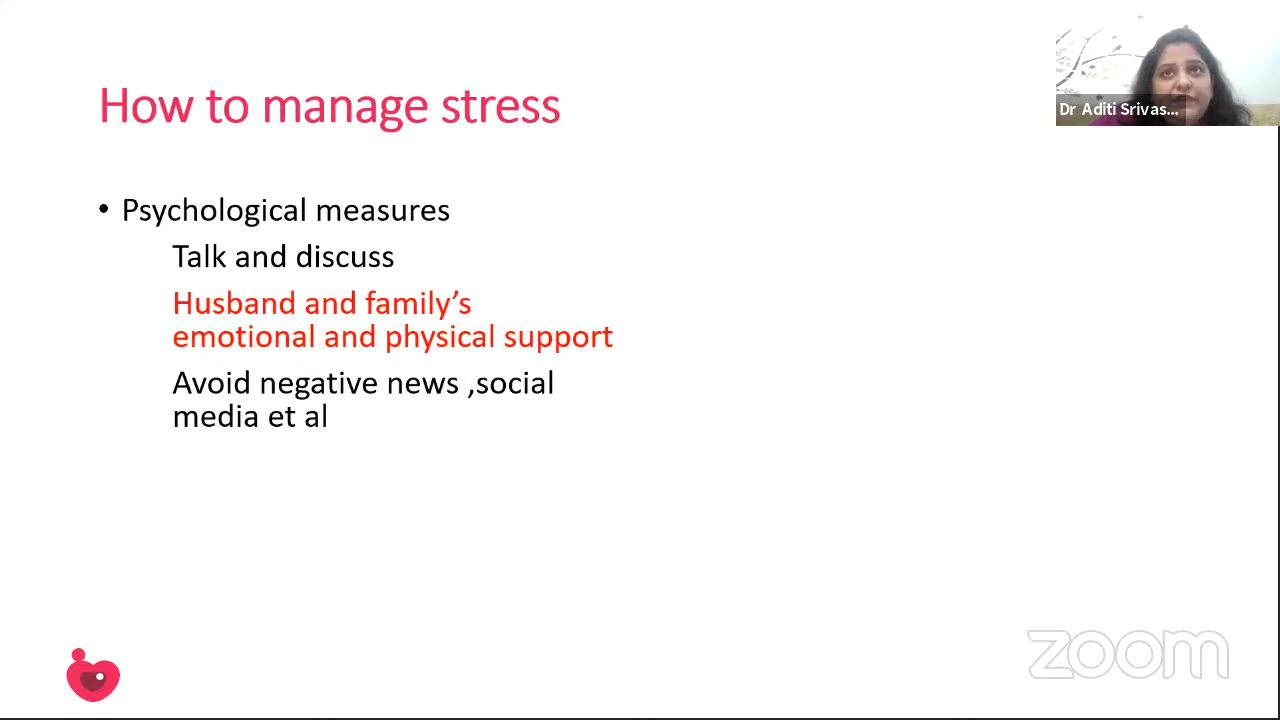 How to manage stress
Dr Aditi Srivas...
• Psychological measures
Talk and discuss
Husband and family’s
emotional and physical support
Avoid negative news ,social
media et al
zoom